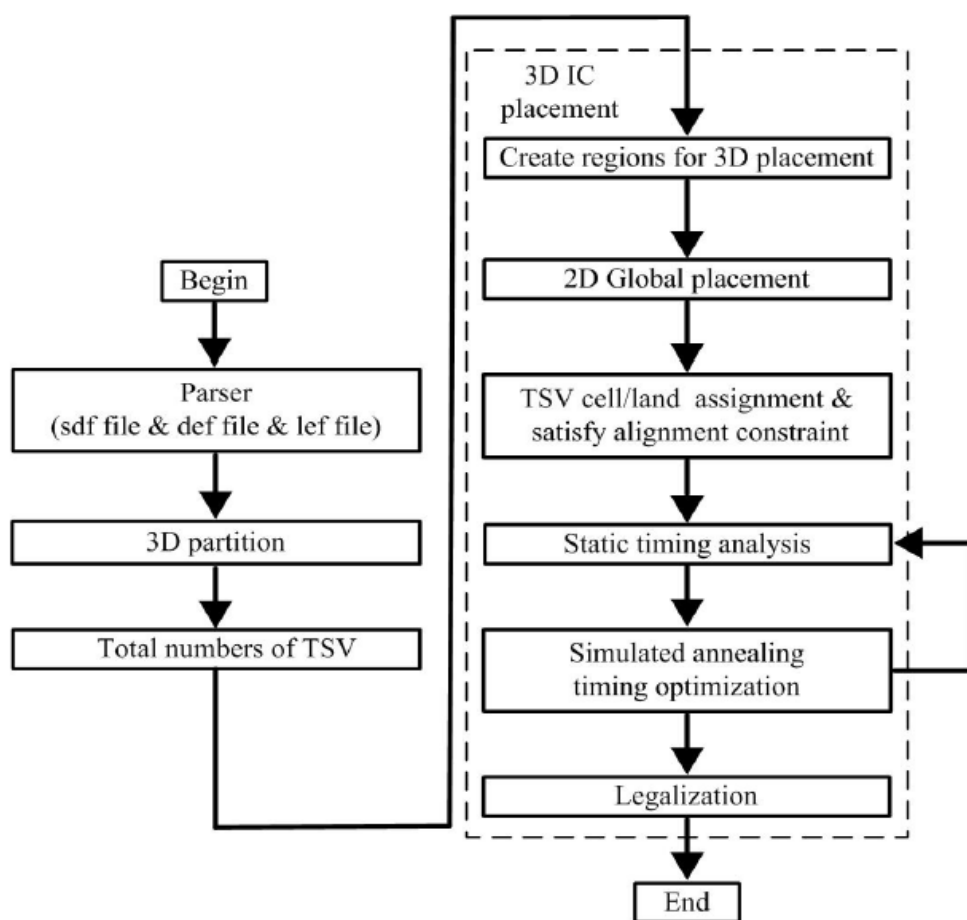 Begin
Parser
(sdf file & def file & lef file)
3D partition
Total numbers of TSV
3D IC
placement
Create regions for 3D placement
2D Global placement
TSV cell/land assignment &
satisfy alignment constraint
Static timing analysis
Simulated annealing
timing optimization
Legalization
End